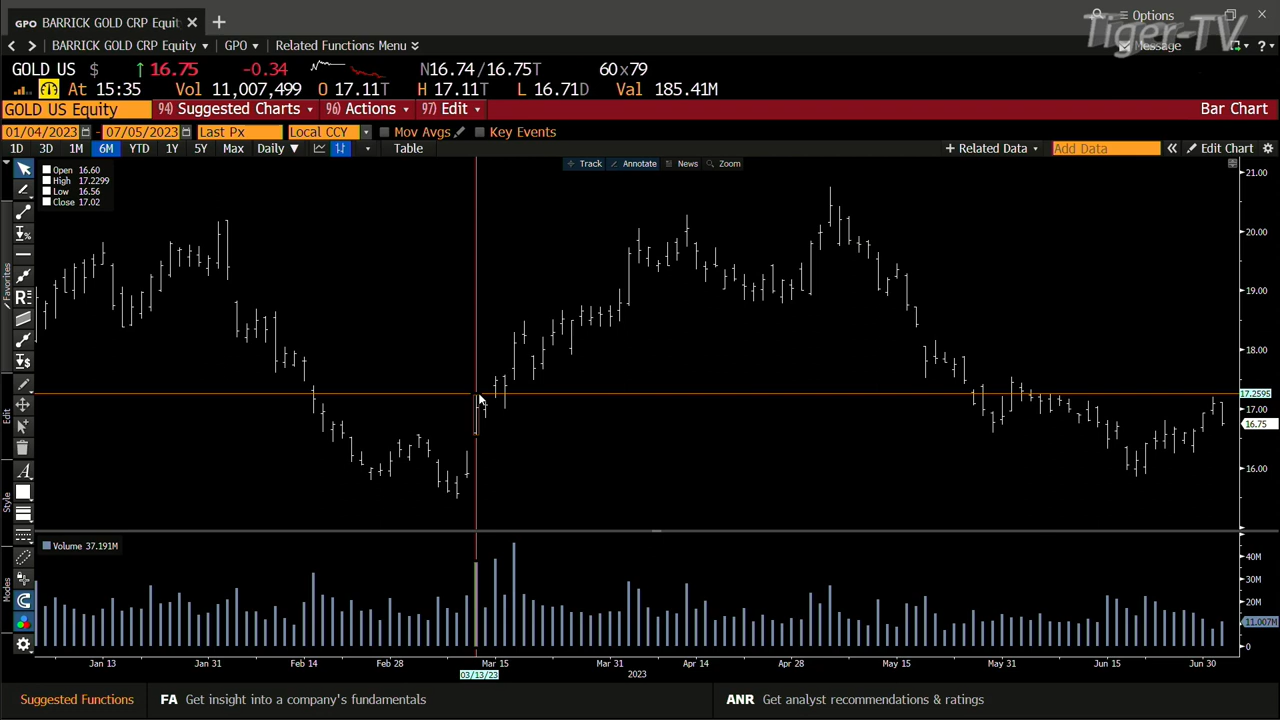 GPO BARRICK GOLD CRP Equit
Options
Tiger-TV
BARRICK GOLD CRP Equity GPO Related Functions Menu
Message
GOLD US $ 16.75 -0.34 N16.74/16.75T 60x79
At 15:35 Vol 11,007,499 O 17.11T H 17.11T L 16.71D Val 185.41M
GOLD US Equity 94) Suggested Charts 96) Actions 97) Edit Bar Chart
01/04/2023 - 07/05/2023 Last Px Local CCY Mov Avgs Key Events
1D 3D 1M 6M YTD 1Y 5Y Max Daily Table + Related Data Add Data Edit Chart
Track Annotate News Zoom
Open 16.60
High 17.2299
Low 16.56
Close 17.02
21.00
20.00
19.00
18.00
17.2595
17.00
16.75
16.00
Favorites
Edit
Style
Modes
Volume 37.191M
40M
30M
20M
11.007M
0
Jan 13 Jan 31 Feb 14 Feb 28 Mar 15 Mar 31 Apr 14 Apr 28 May 15 May 31 Jun 15 Jun 30
03/13/23 2023
Suggested Functions FA Get insight into a company's fundamentals ANR Get analyst recommendations & ratings